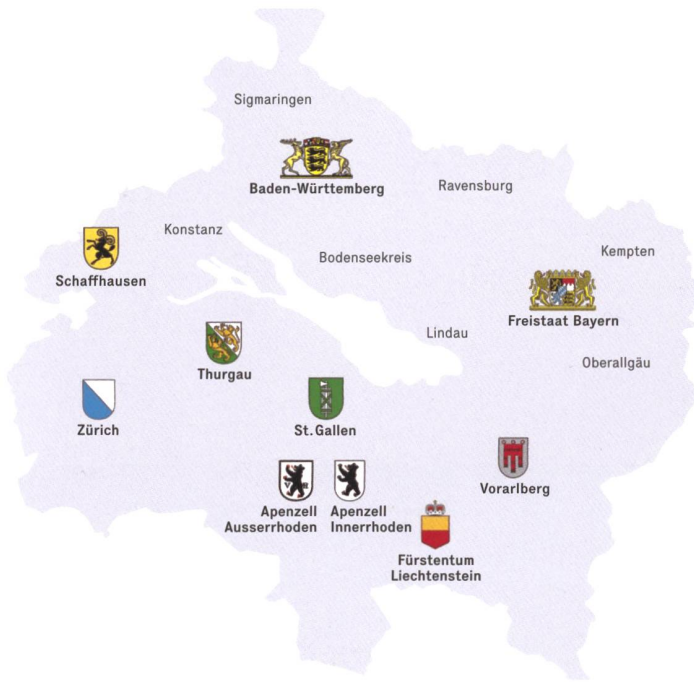 Sigmaringen
Baden-Württemberg
Ravensburg
Konstanz
Bodenseekreis
Kempten
Schaffhausen
Freistaat Bayern
Lindau
Oberallgäu
Thurgau
Zürich
St. Gallen
Vorarlberg
Apenzell
Ausserrhoden
Apenzell
Innerrhoden
Fürstentum
Liechtenstein